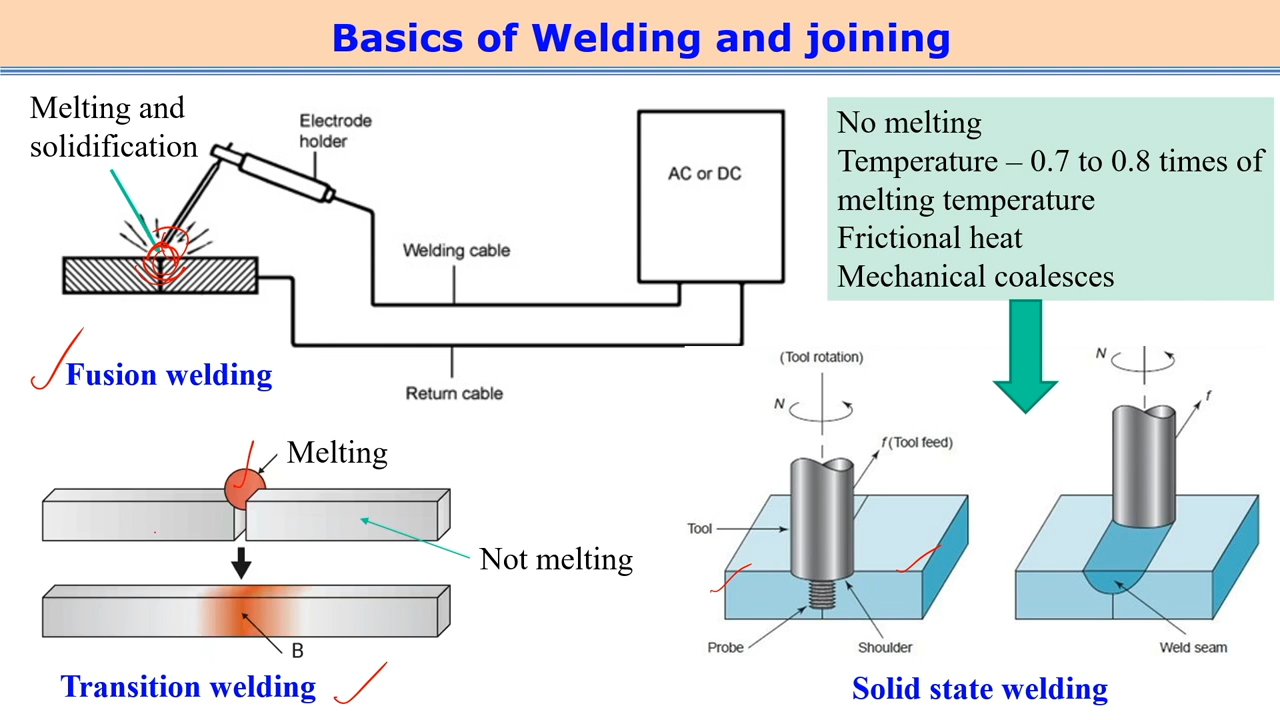 Basics of Welding and joining
Melting and
solidification
Electrode
holder
AC or DC
Welding cable
Return cable
Fusion welding
No melting
Temperature – 0.7 to 0.8 times of
melting temperature
Frictional heat
Mechanical coalesces
Melting
Not melting
B
Transition welding
(Tool rotation)
N
f (Tool feed)
Tool
Probe
Shoulder
N
f
Weld seam
Solid state welding